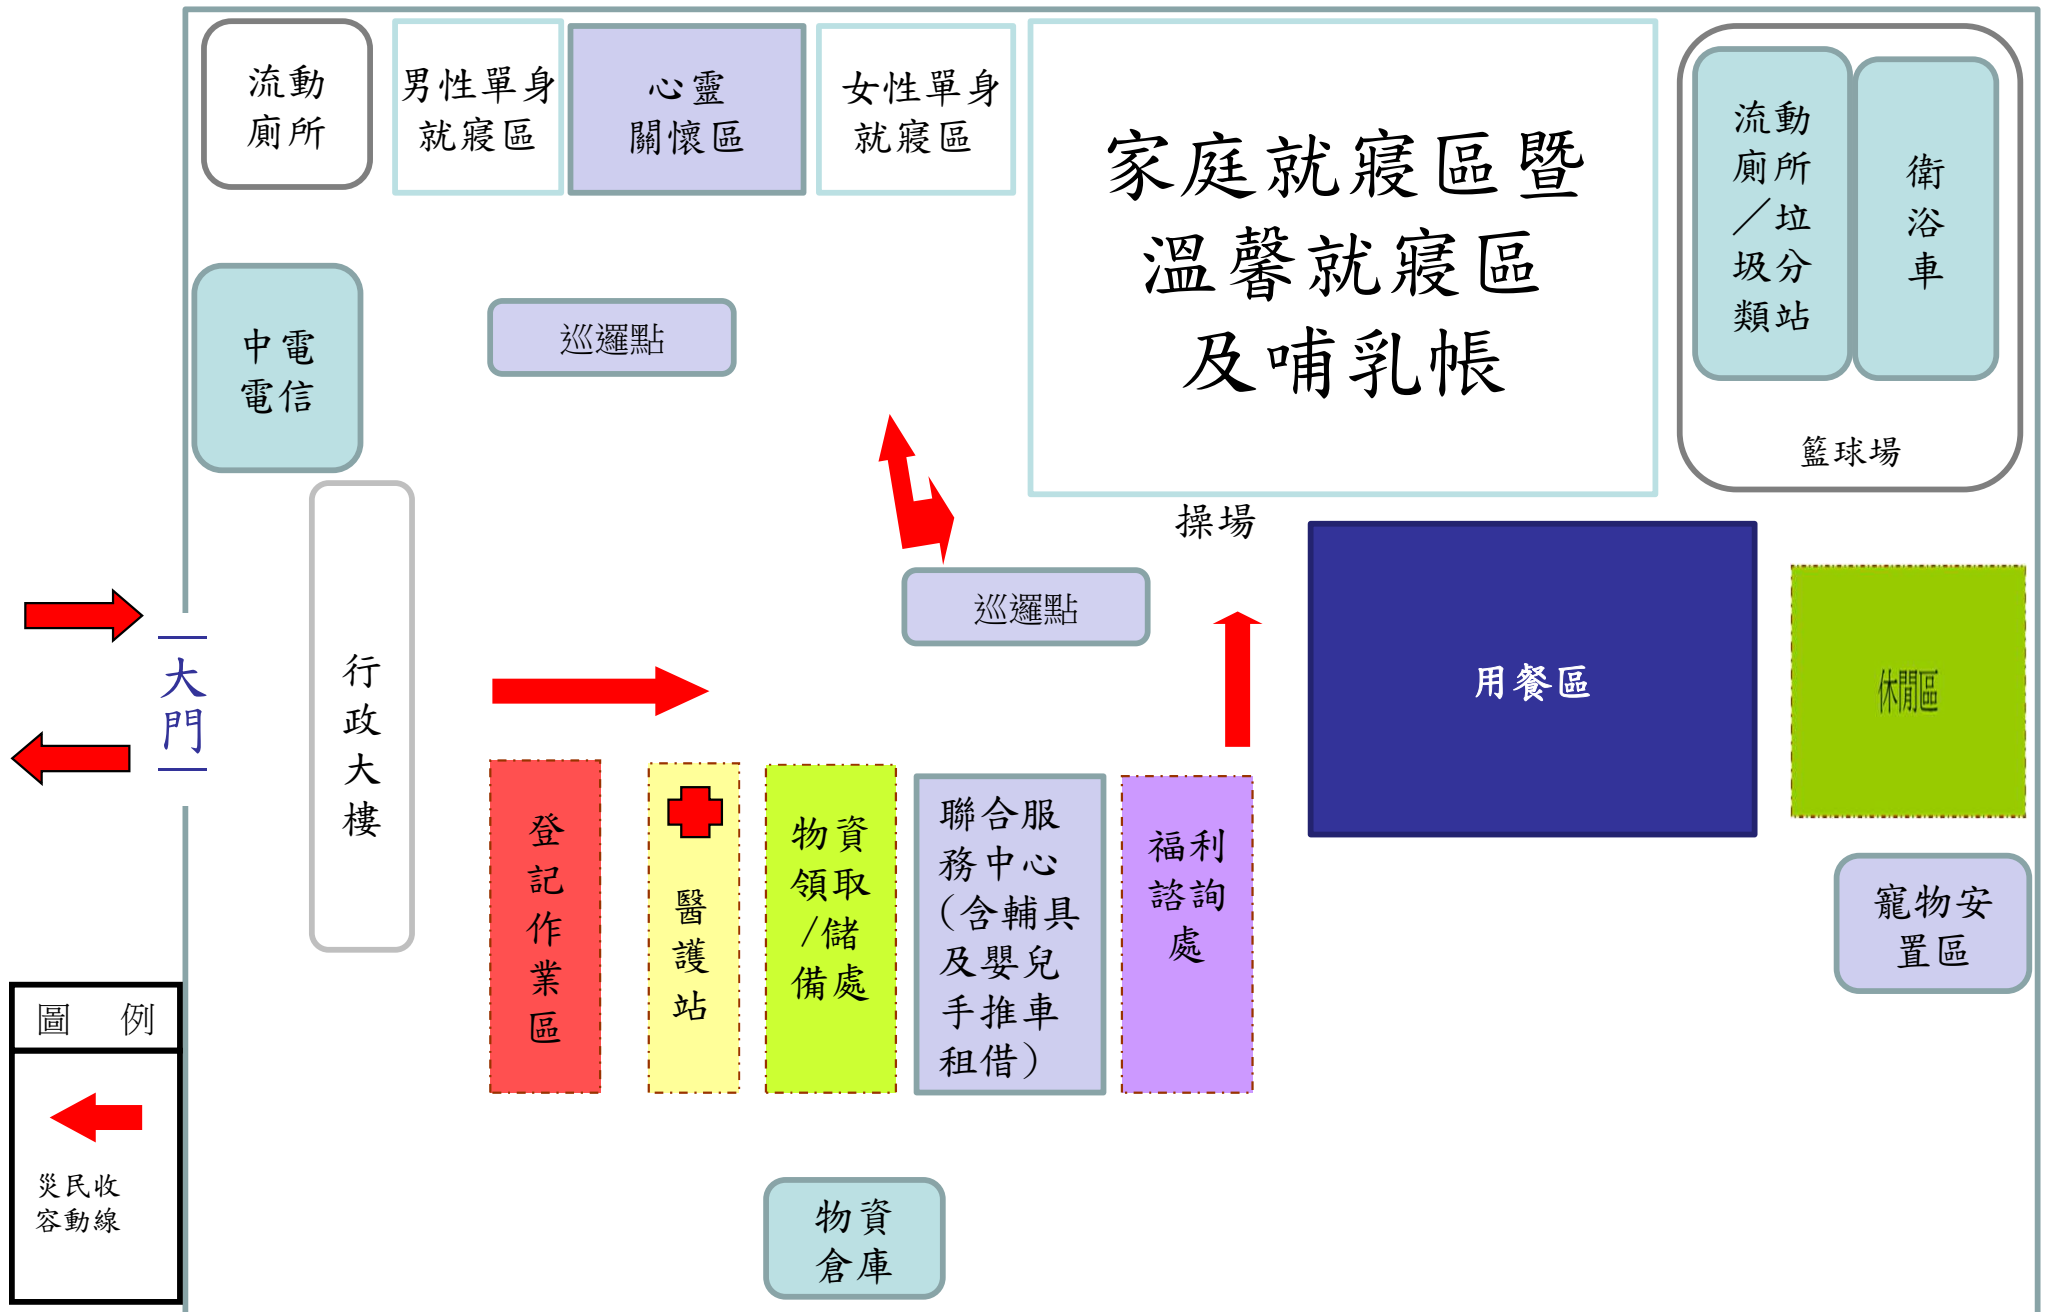 流動
廁所
男性單身
就寢區
心靈
關懷區
女性單身
就寢區
家庭就寢區暨
溫馨就寢區
及哺乳帳
流動
廁所
／垃
圾分
類站
衛
浴
車
籃球場
中電
電信
巡邏點
操場
巡邏點
大
門
行
政
大
樓
用餐區
休閒區
登
記
作
業
區
醫
護
站
物資
領取
/儲
備處
聯合服
務中心
(含輔具
及嬰兒
手推車
租借)
福利
諮詢
處
寵物安
置區
物資
倉庫
圖 例
災民收
容動線